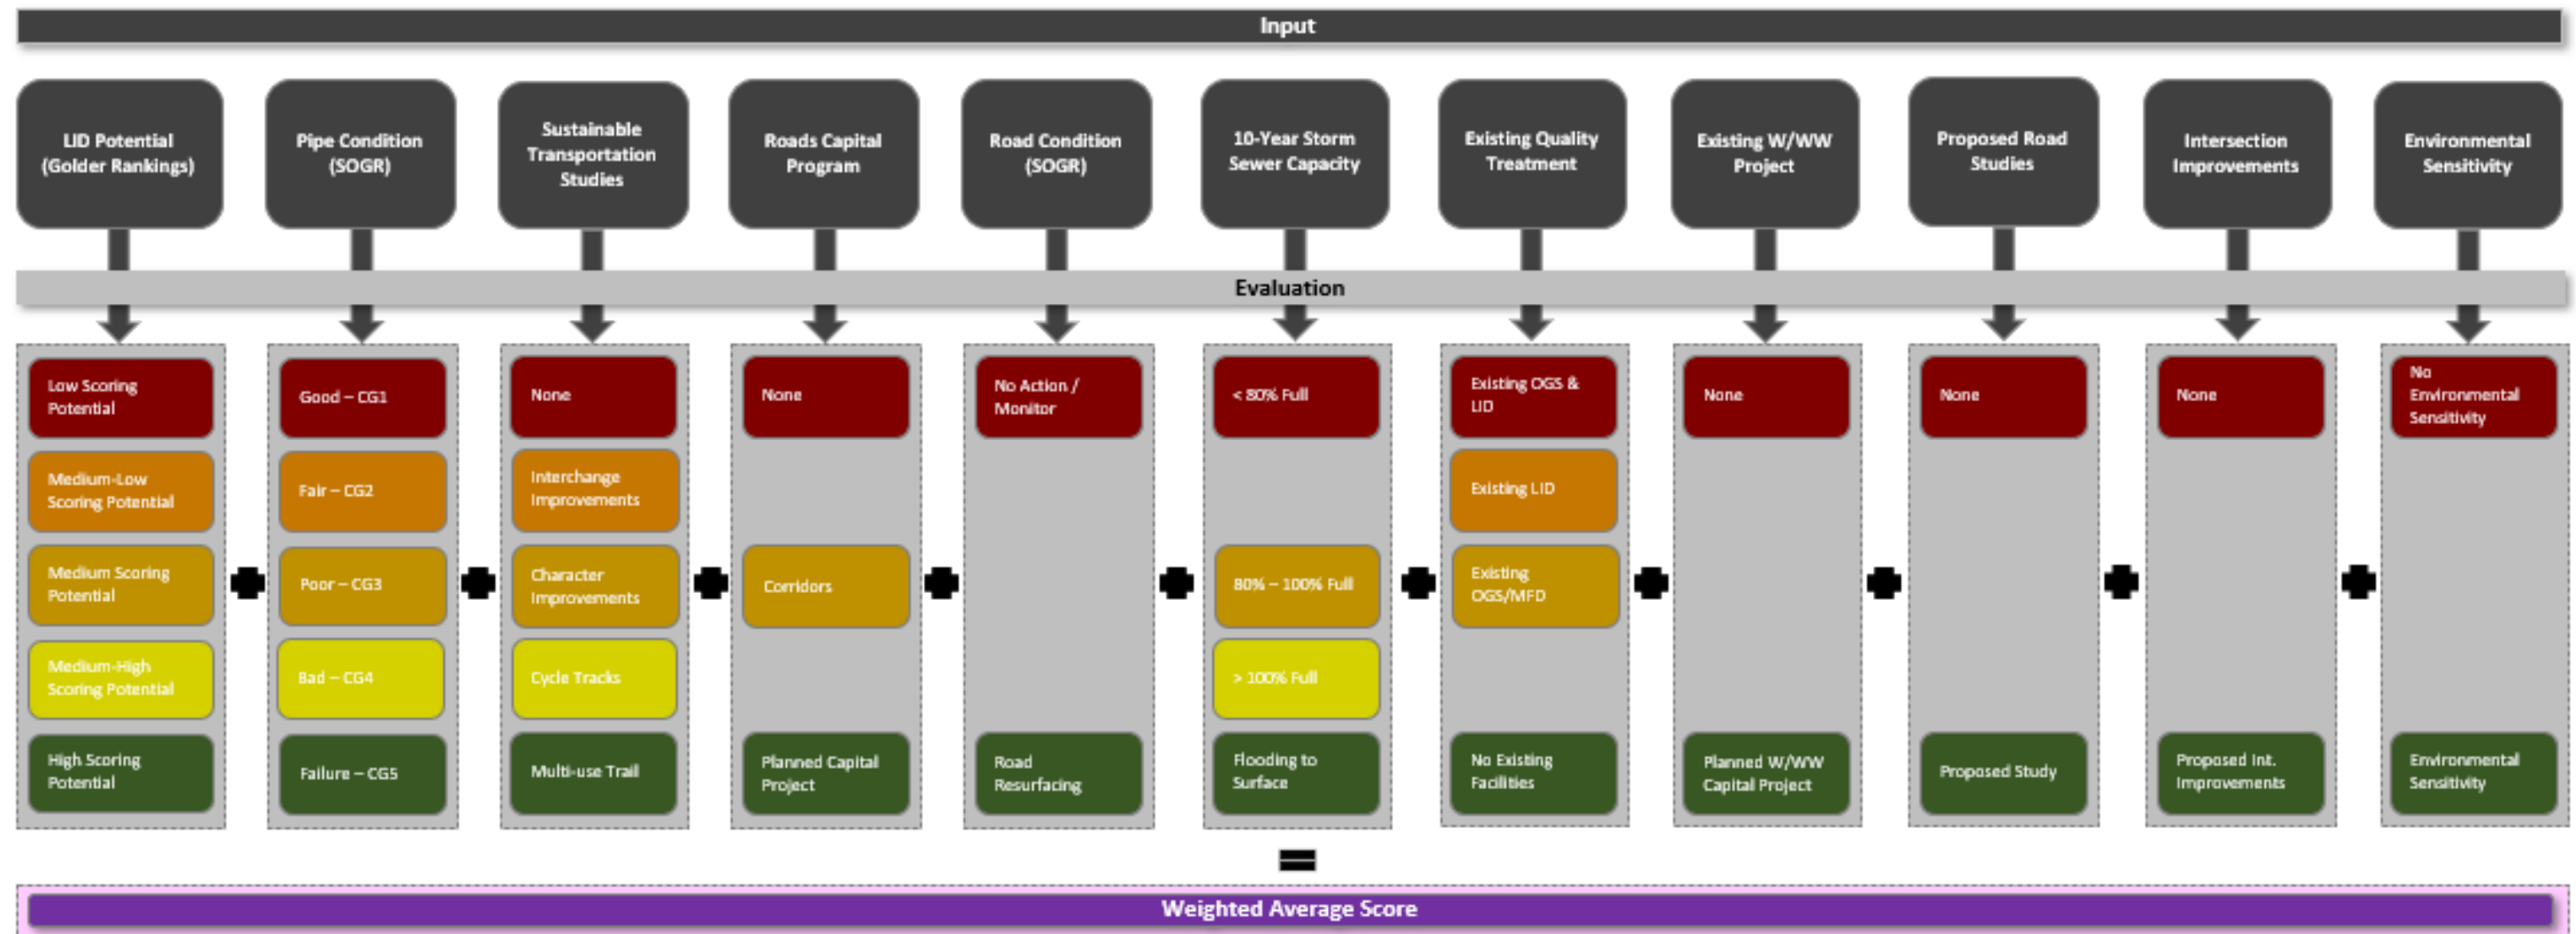 Input
LID Potential
(Golder Rankings)
Pipe Condition
(SOGR)
Sustainable
Transportation
Studies
Roads Capital
Program
Road Condition
(SOGR)
10-Year Storm
Sewer Capacity
Existing Quality
Treatment
Existing W/WW
Project
Proposed Road
Studies
Intersection
Improvements
Environmental
Sensitivity
Evaluation
Low Scoring
Potential
Medium-Low
Scoring Potential
Medium Scoring
Potential
Medium-High
Scoring Potential
High Scoring
Potential
Good – CG1
Fair – CG2
Poor – CG3
Bad – CG4
Failure – CG5
None
Interchange
Improvements
Character
Improvements
Cycle Tracks
Multi-use Trail
None
Corridors
Planned Capital
Project
No Action /
Monitor
Road
Resurfacing
< 80% Full
80% – 100% Full
> 100% Full
Flooding to
Surface
Existing OGS &
LID
Existing LID
Existing
OGS/MFD
No Existing
Facilities
None
Planned W/WW
Capital Project
None
Proposed Study
None
Proposed Int.
Improvements
No
Environmental
Sensitivity
Environmental
Sensitivity
Weighted Average Score